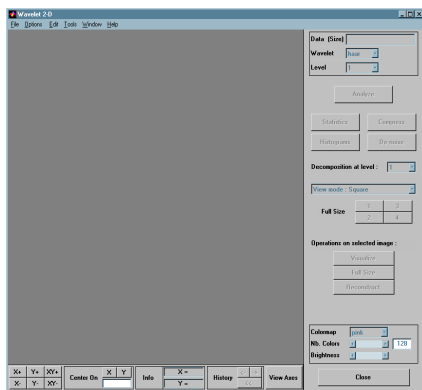 Wavelet 2-D
File Options Edit Tools Window Help
Data (Size)
Wavelet haar
Level 1
Analyze
Statistics Compress
Histograms De-noise
Decomposition at level : 1
View mode : Square
Full Size 1 3
2 4
Operations on selected image :
Visualize
Full Size
Reconstruct
Colormap pink
Nb. Colors 128
Brightness
X+ Y+ XY+ Center On X Y Info X = History <- -> View Axes Close
X- Y- XY- Y = <<-